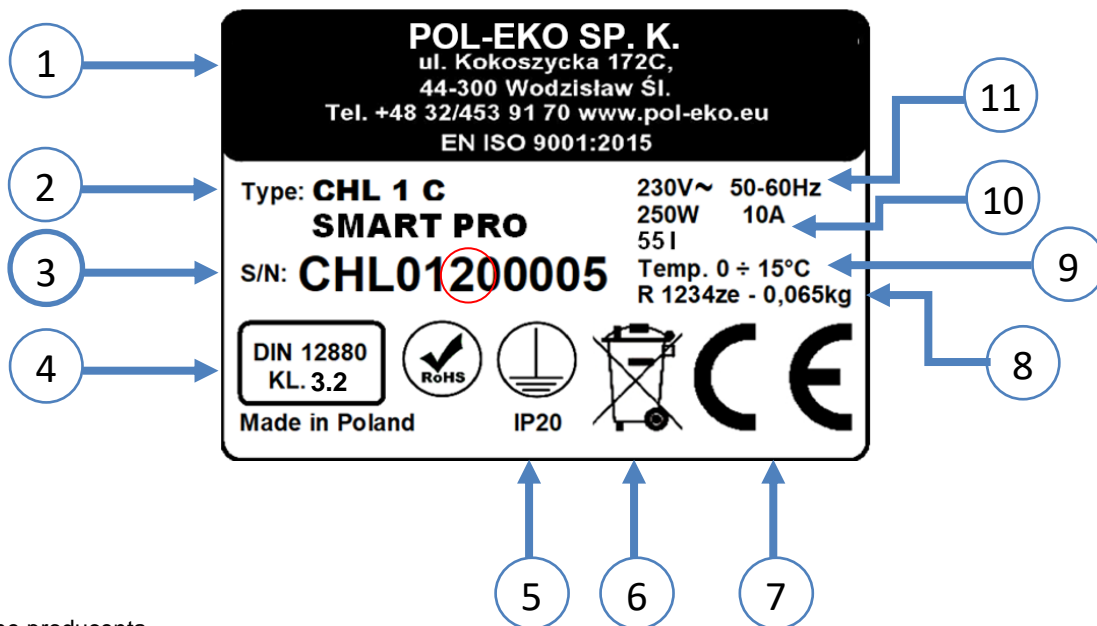 POL-EKO SP. K.
ul. Kokoszycka 172C,
44-300 Wodzisław Śl.
Tel. +48 32/453 91 70 www.pol-eko.eu
EN ISO 9001:2015
1
11
2
Type: CHL 1 C
SMART PRO
230V~ 50-60Hz
250W 10A
55 l
10
3
S/N: CHL01200005
Temp. 0 ÷ 15°C
R 1234ze - 0,065kg
9
4
DIN 12880
KL. 3.2
RoHS
8
Made in Poland
IP20
CE
5
6
7
producenta